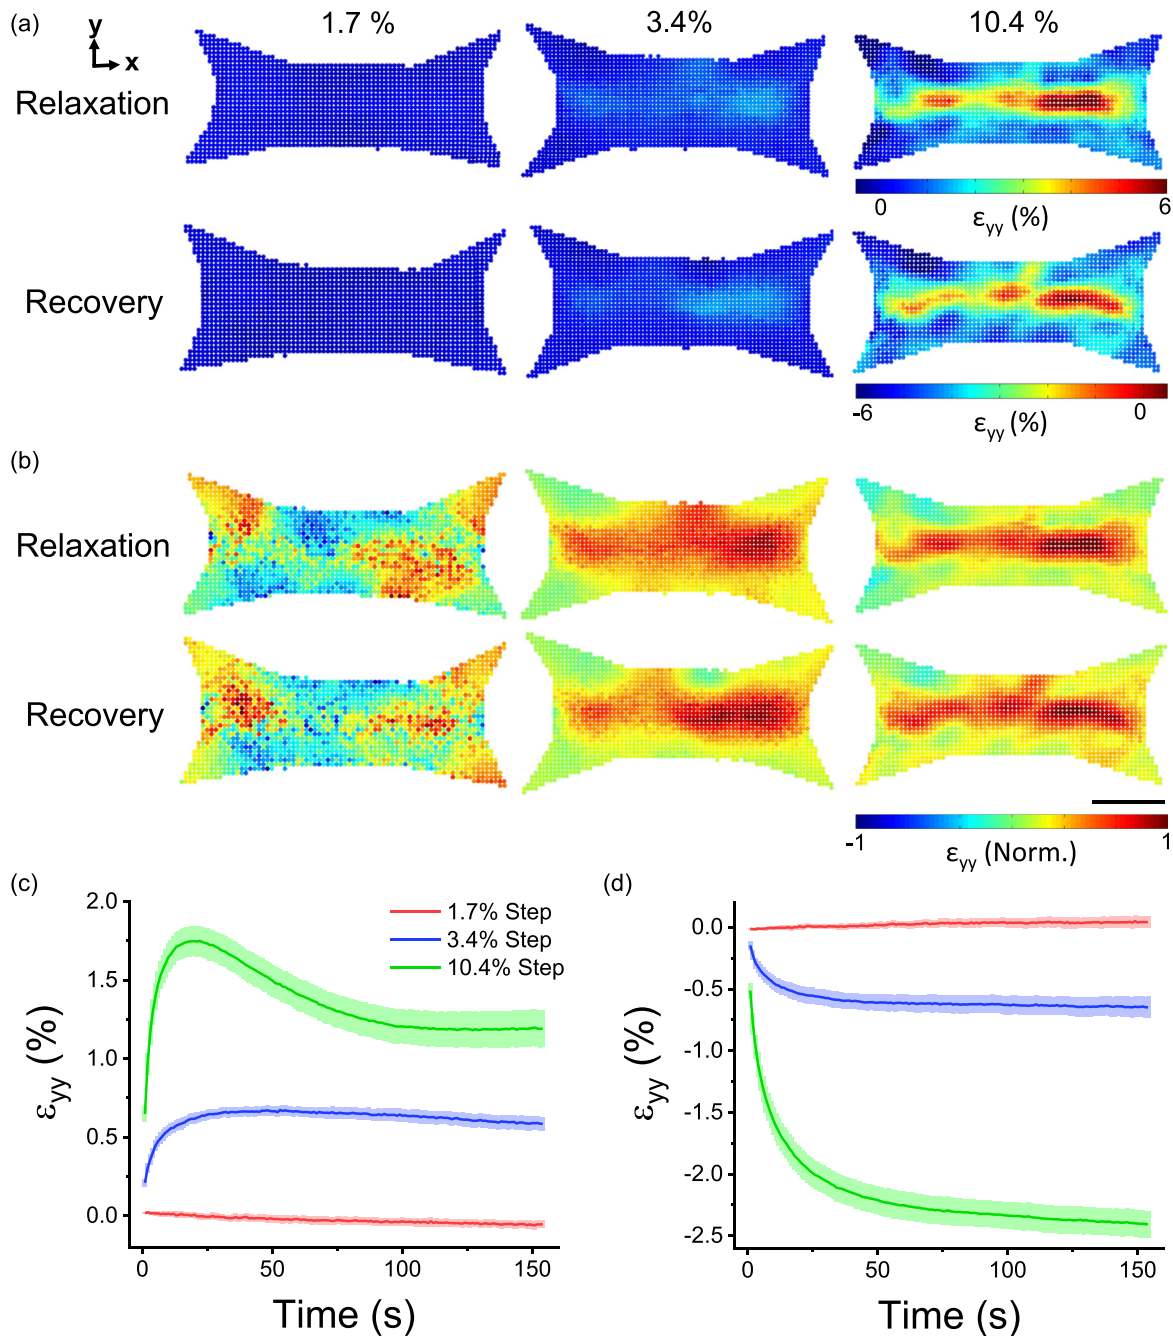 (a)
y
x
1.7 %
3.4%
10.4 %
Relaxation
0
6
εyy (%)
Recovery
-6
0
εyy (%)
(b)
Relaxation
Recovery
-1
1
εyy (Norm.)
(c)
2.0
1.5
1.0
0.5
0.0
εyy (%)
1.7% Step
3.4% Step
10.4% Step
0
50
100
150
Time (s)
(d)
0.0
-0.5
-1.0
-1.5
-2.0
-2.5
εyy (%)
0
50
100
150
Time (s)